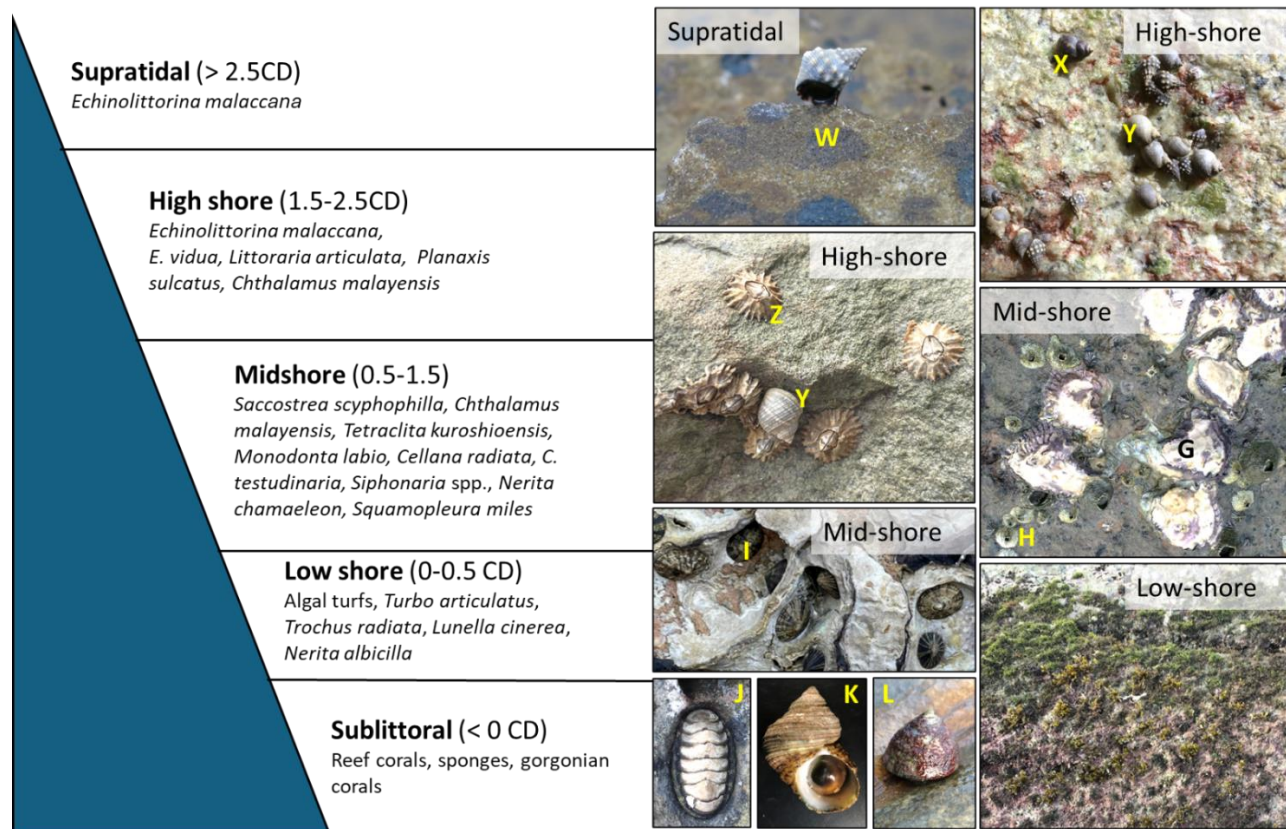 Supratidal (> 2.5CD)
Echinolittorina malaccana
High shore (1.5-2.5CD)
Echinolittorina malaccana,
E. vidua, Littoraria articulata, Planaxis
sulcatus, Chthalamus malayensis
Midshore (0.5-1.5)
Saccostrea scyphophilla, Chthalamus
malayensis, Tetraclita kuroshioensis,
Monodonta labio, Cellana radiata, C.
testudinaria, Siphonaria spp., Nerita
chamaeleon, Squamopleura miles
Low shore (0-0.5 CD)
Algal turfs, Turbo articulatus,
Trochus radiata, Lunella cinerea,
Nerita albicilla
Sublittoral (< 0 CD)
Reef corals, sponges, gorgonian
corals
Supratidal
W
High-shore
X
Y
High-shore
Z
Y
Mid-shore
G
H
Mid-shore
I
Low-shore
J
K
L